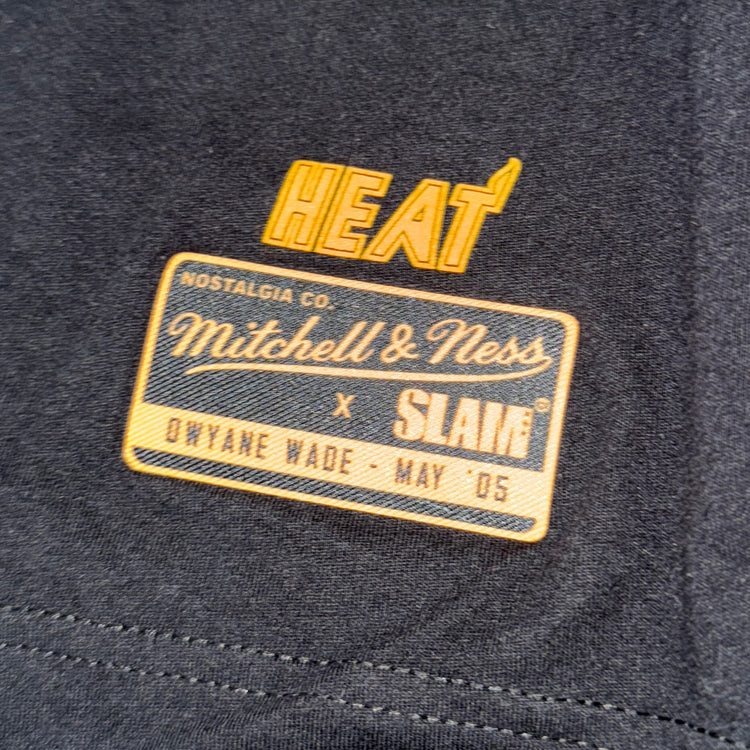 HEAT
NOSTALGIA CO.
Mitchell & Ness
X SLAM®
DWYANE WADE - MAY '05